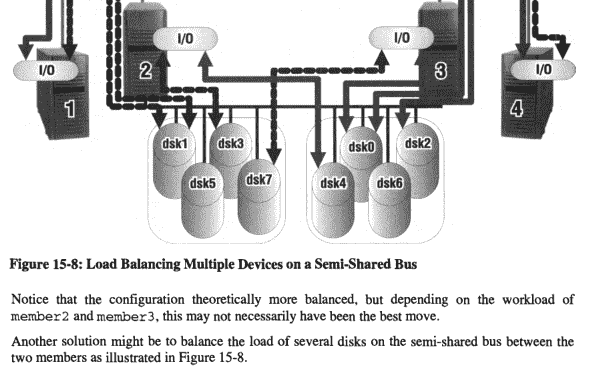 I/O
I/O
I/O
I/O
2
3
1
4
dsk1
dsk3
dsk0
dsk2
dsk5
dsk7
dsk4
dsk6
Figure 15-8: Load Balancing Multiple Devices on a Semi-Shared Bus
Notice that the configuration theoretically more balanced, but depending on the workload of
member2 and member3, this may not necessarily have been the best move.
Another solution might be to balance the load of several disks on the semi-shared bus between the
two members as illustrated in Figure 15-8.